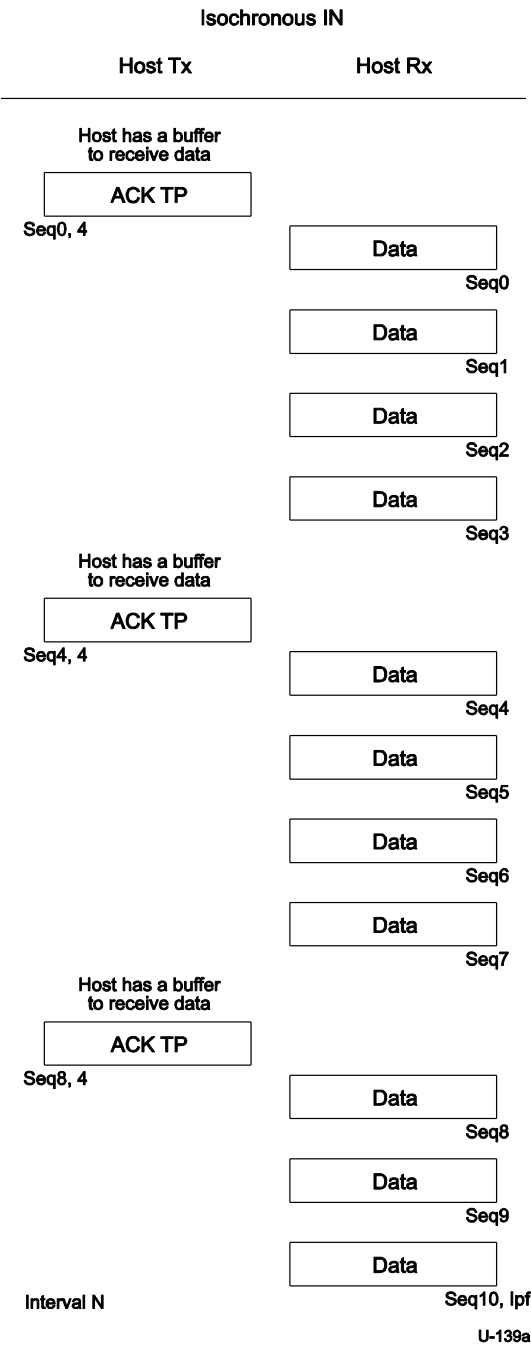 Isochronous IN
Host Tx Host Rx
Host has a buffer
to receive data
ACK TP
Seq0, 4
Data
Seq0
Data
Seq1
Data
Seq2
Data
Seq3
Host has a buffer
to receive data
ACK TP
Seq4, 4
Data
Seq4
Data
Seq5
Data
Seq6
Data
Seq7
Host has a buffer
to receive data
ACK TP
Seq8, 4
Data
Seq8
Data
Seq9
Data
Interval N Seq10, lpf
U-139a